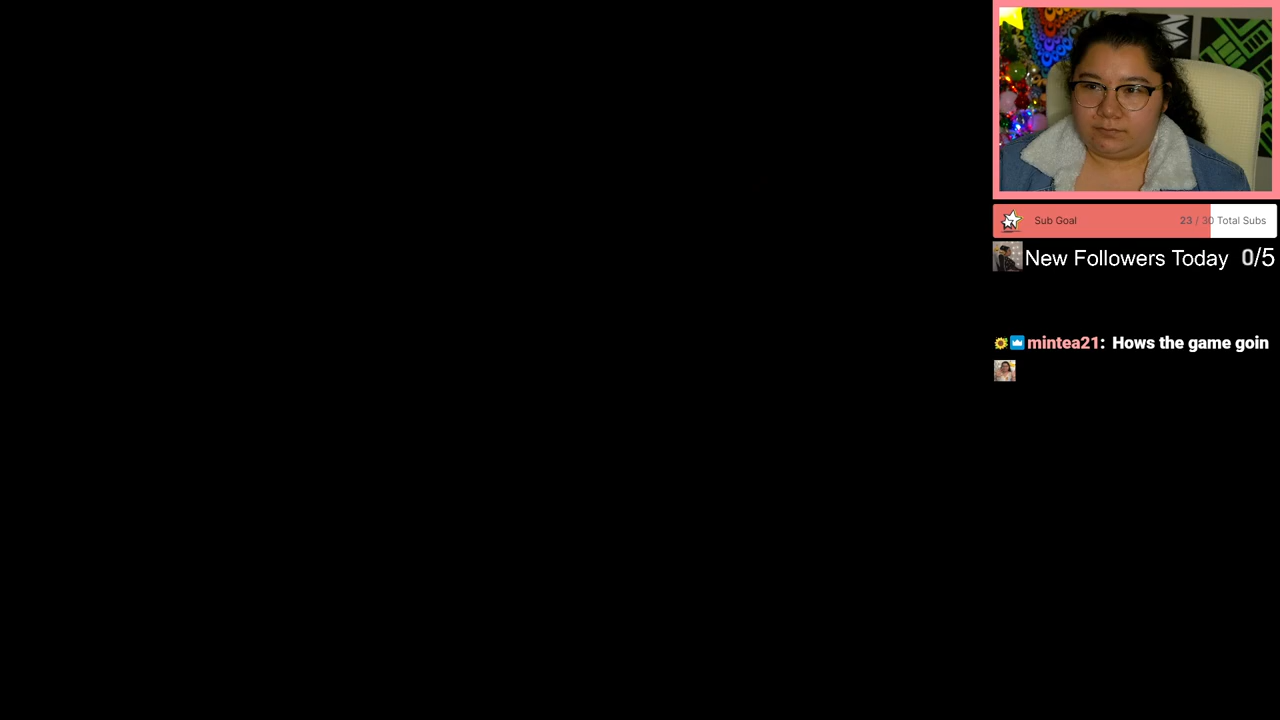 Sub Goal
23 / 30 Total Subs
New Followers Today 0/5
mintea21: Hows the game goin